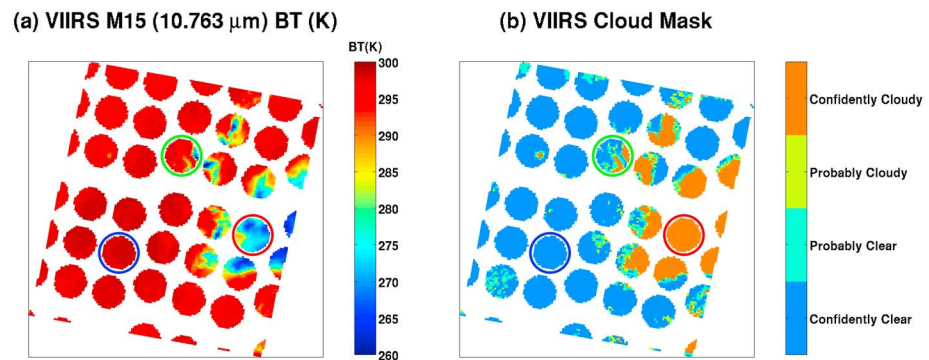 (a) VIIRS M15 (10.763 μm) BT (K)
BT(K)
300
295
290
285
280
275
270
265
260
(b) VIIRS Cloud Mask
Confidently Cloudy
Probably Cloudy
Probably Clear
Confidently Clear